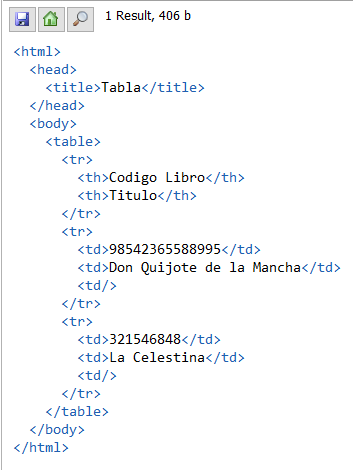 1 Result, 406 b
<html>
  <head>
    <title>Tabla</title>
  </head>
  <body>
    <table>
      <tr>
        <th>Codigo Libro</th>
        <th>Titulo</th>
      </tr>
      <tr>
        <td>98542365588995</td>
        <td>Don Quijote de la Mancha</td>
        <td/>
      </tr>
      <tr>
        <td>321546848</td>
        <td>La Celestina</td>
        <td/>
      </tr>
    </table>
  </body>
</html>